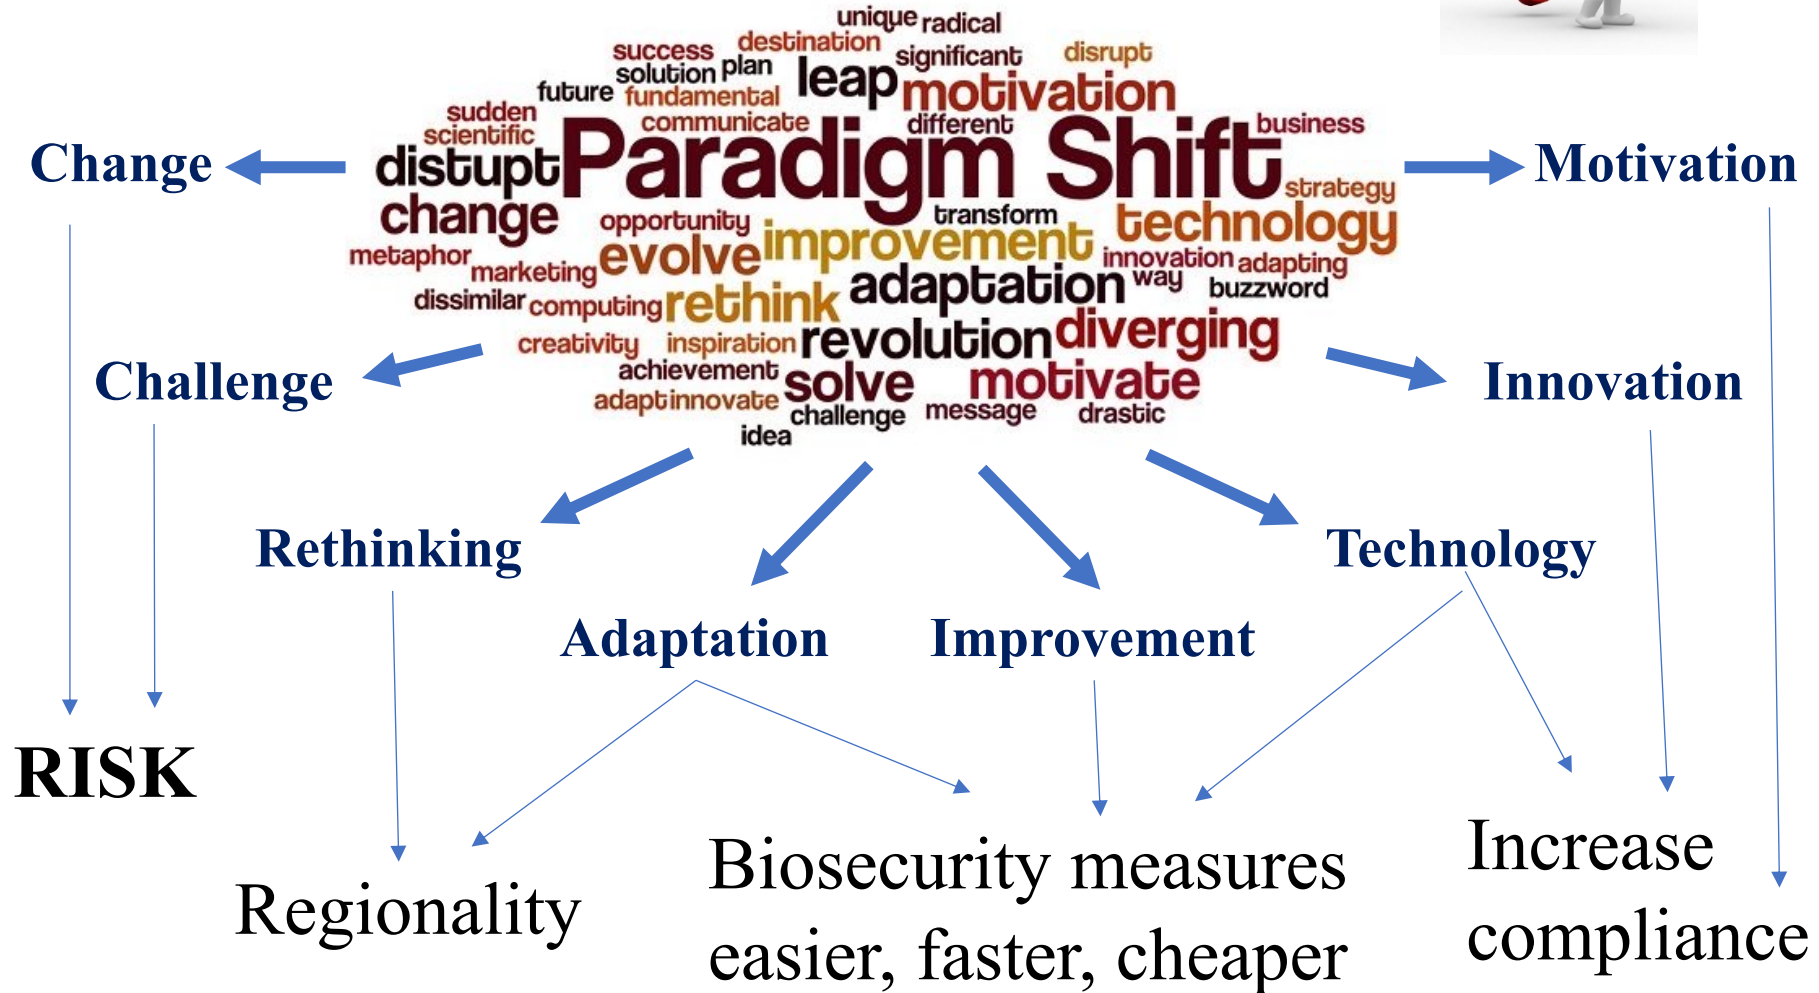 unique radical
success destination significant disrupt
solution plan leap motivation
future fundamental
sudden communicate different business
scientific
Change distupt Paradigm Shift Motivation
strategy
change opportunity transform technology
metaphor marketing evolve improvement innovation adapting
dissimilar computing rethink adaptation way buzzword
creativity inspiration revolution diverging
Challenge achievement solve motivate Innovation
adapt innovate challenge message drastic
idea
Rethinking Technology
Adaptation Improvement
RISK
Regionality
Biosecurity measures
easier, faster, cheaper
Increase
compliance